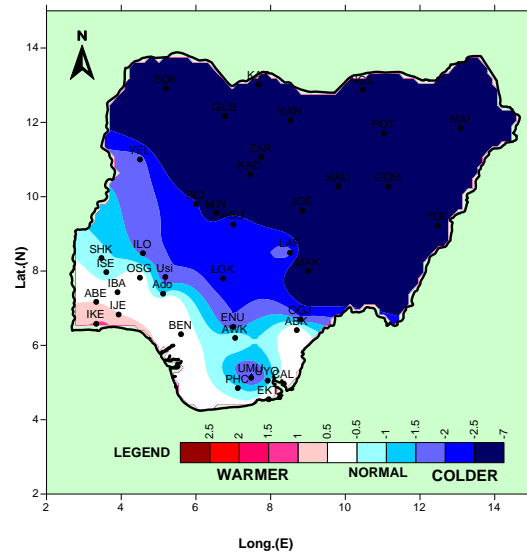 14
12
10
8
6
4
2
N
SOK
KAN
POT
MAI
GUS
ZAR
KAD
YEL
BAU
GOM
BID
MIN
ABU
JOS
YOL
ILO
LAF
MAK
SHK
ISE
OSG
Usi
LOK
IBA
Ado
ABE
IJE
IKE
BEN
ENU
AWK
OGJ
ABK
UMU
UYO
CAL
PHC
EKT
Lat.(N)
LEGEND
2.5
2
1.5
1
0.5
-0.5
-1
-1.5
-2
-2.5
-7
WARMER
NORMAL
COLDER
2
4
6
8
10
12
14
Long.(E)